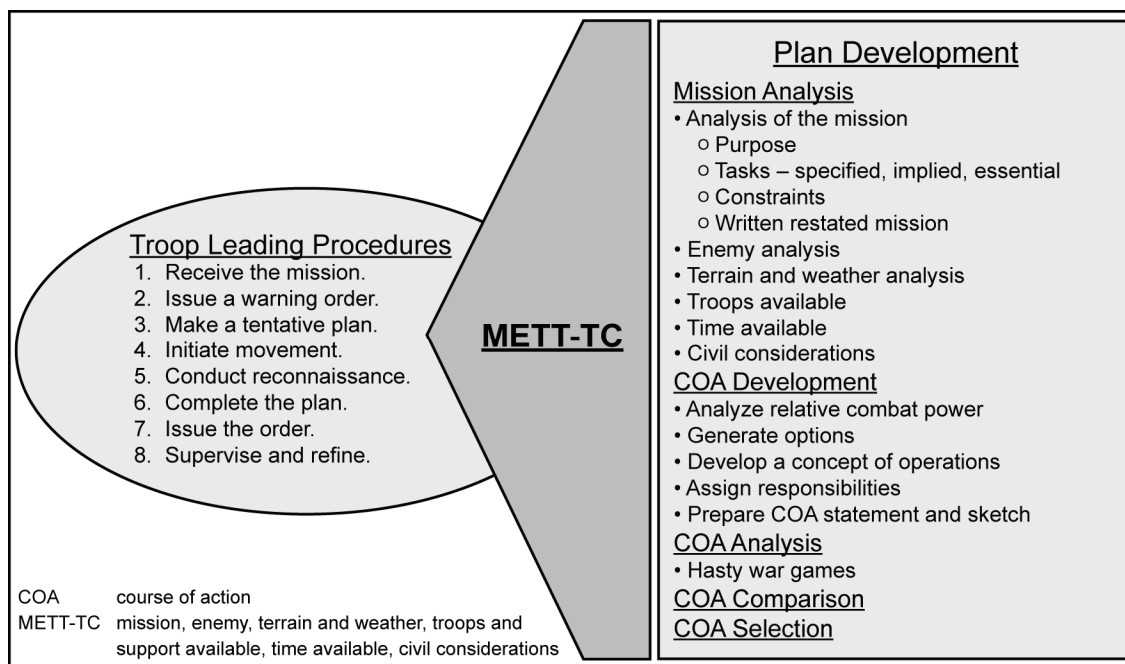 Troop Leading Procedures
1. Receive the mission.
2. Issue a warning order.
3. Make a tentative plan.
4. Initiate movement.
5. Conduct reconnaissance.
6. Complete the plan.
7. Issue the order.
8. Supervise and refine.
METT-TC
Plan Development
Mission Analysis
• Analysis of the mission
o Purpose
o Tasks – specified, implied, essential
o Constraints
o Written restated mission
• Enemy analysis
• Terrain and weather analysis
• Troops available
• Time available
• Civil considerations
COA Development
• Analyze relative combat power
• Generate options
• Develop a concept of operations
• Assign responsibilities
• Prepare COA statement and sketch
COA Analysis
• Hasty war games
COA Comparison
COA Selection
COA course of action
METT-TC mission, enemy, terrain and weather, troops and
support available, time available, civil considerations